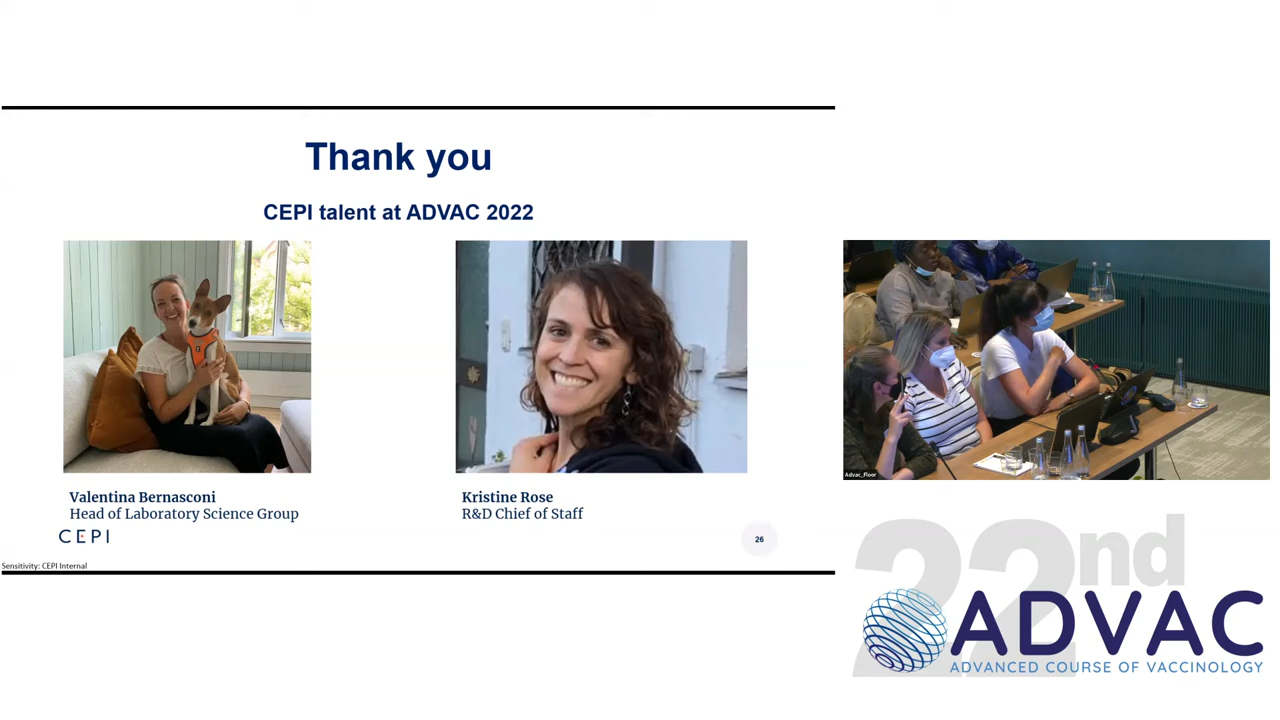 Thank you
CEPI talent at ADVAC 2022
Valentina Bernasconi
Head of Laboratory Science Group
Kristine Rose
R&D Chief of Staff
CEPI
26
Sensitivity: CEPI Internal
Advac_Floor
22nd
ADVAC
ADVANCED COURSE OF VACCINOLOGY